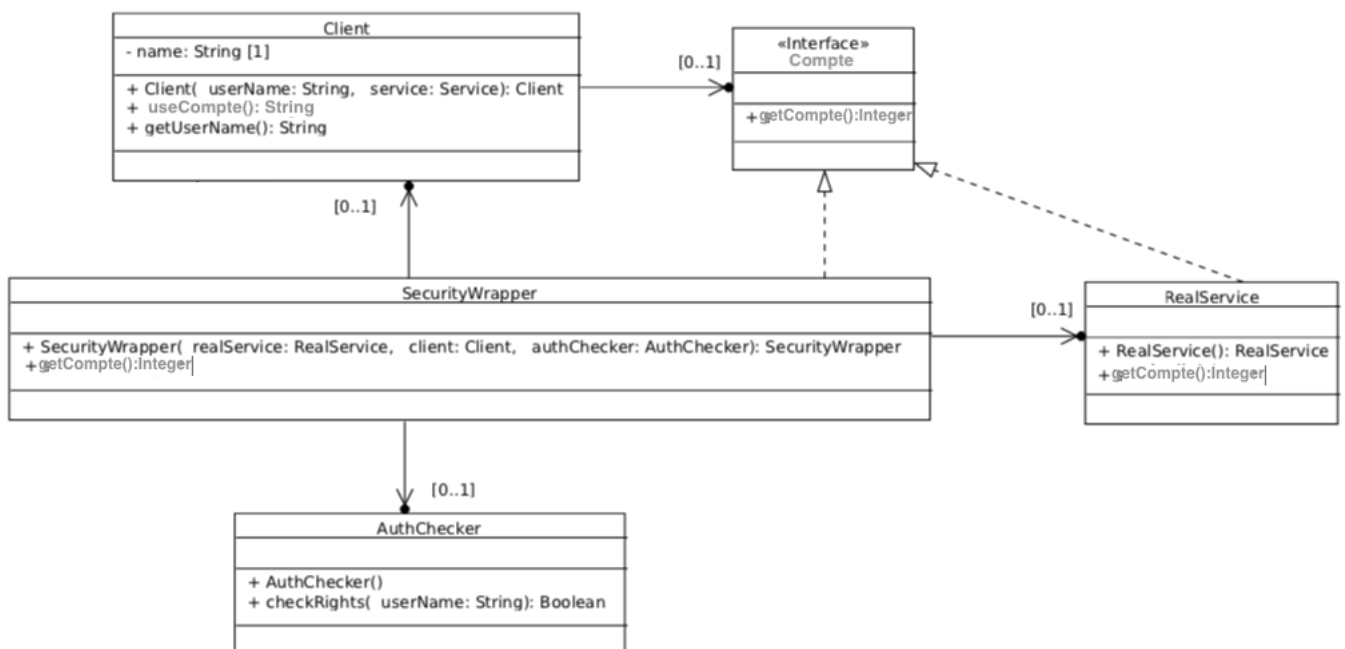 Client
- name: String [1]
+ Client( userName: String, service: Service): Client
+ useCompte(): String
+ getUserName(): String
[0..1]
«Interface»
Compte
+getCompte():Integer
[0..1]
SecurityWrapper
+ SecurityWrapper( realService: RealService, client: Client, authChecker: AuthChecker): SecurityWrapper
+getCompte():Integer
[0..1]
RealService
+ RealService(): RealService
+getCompte():Integer
[0..1]
AuthChecker
+ AuthChecker()
+ checkRights( userName: String): Boolean